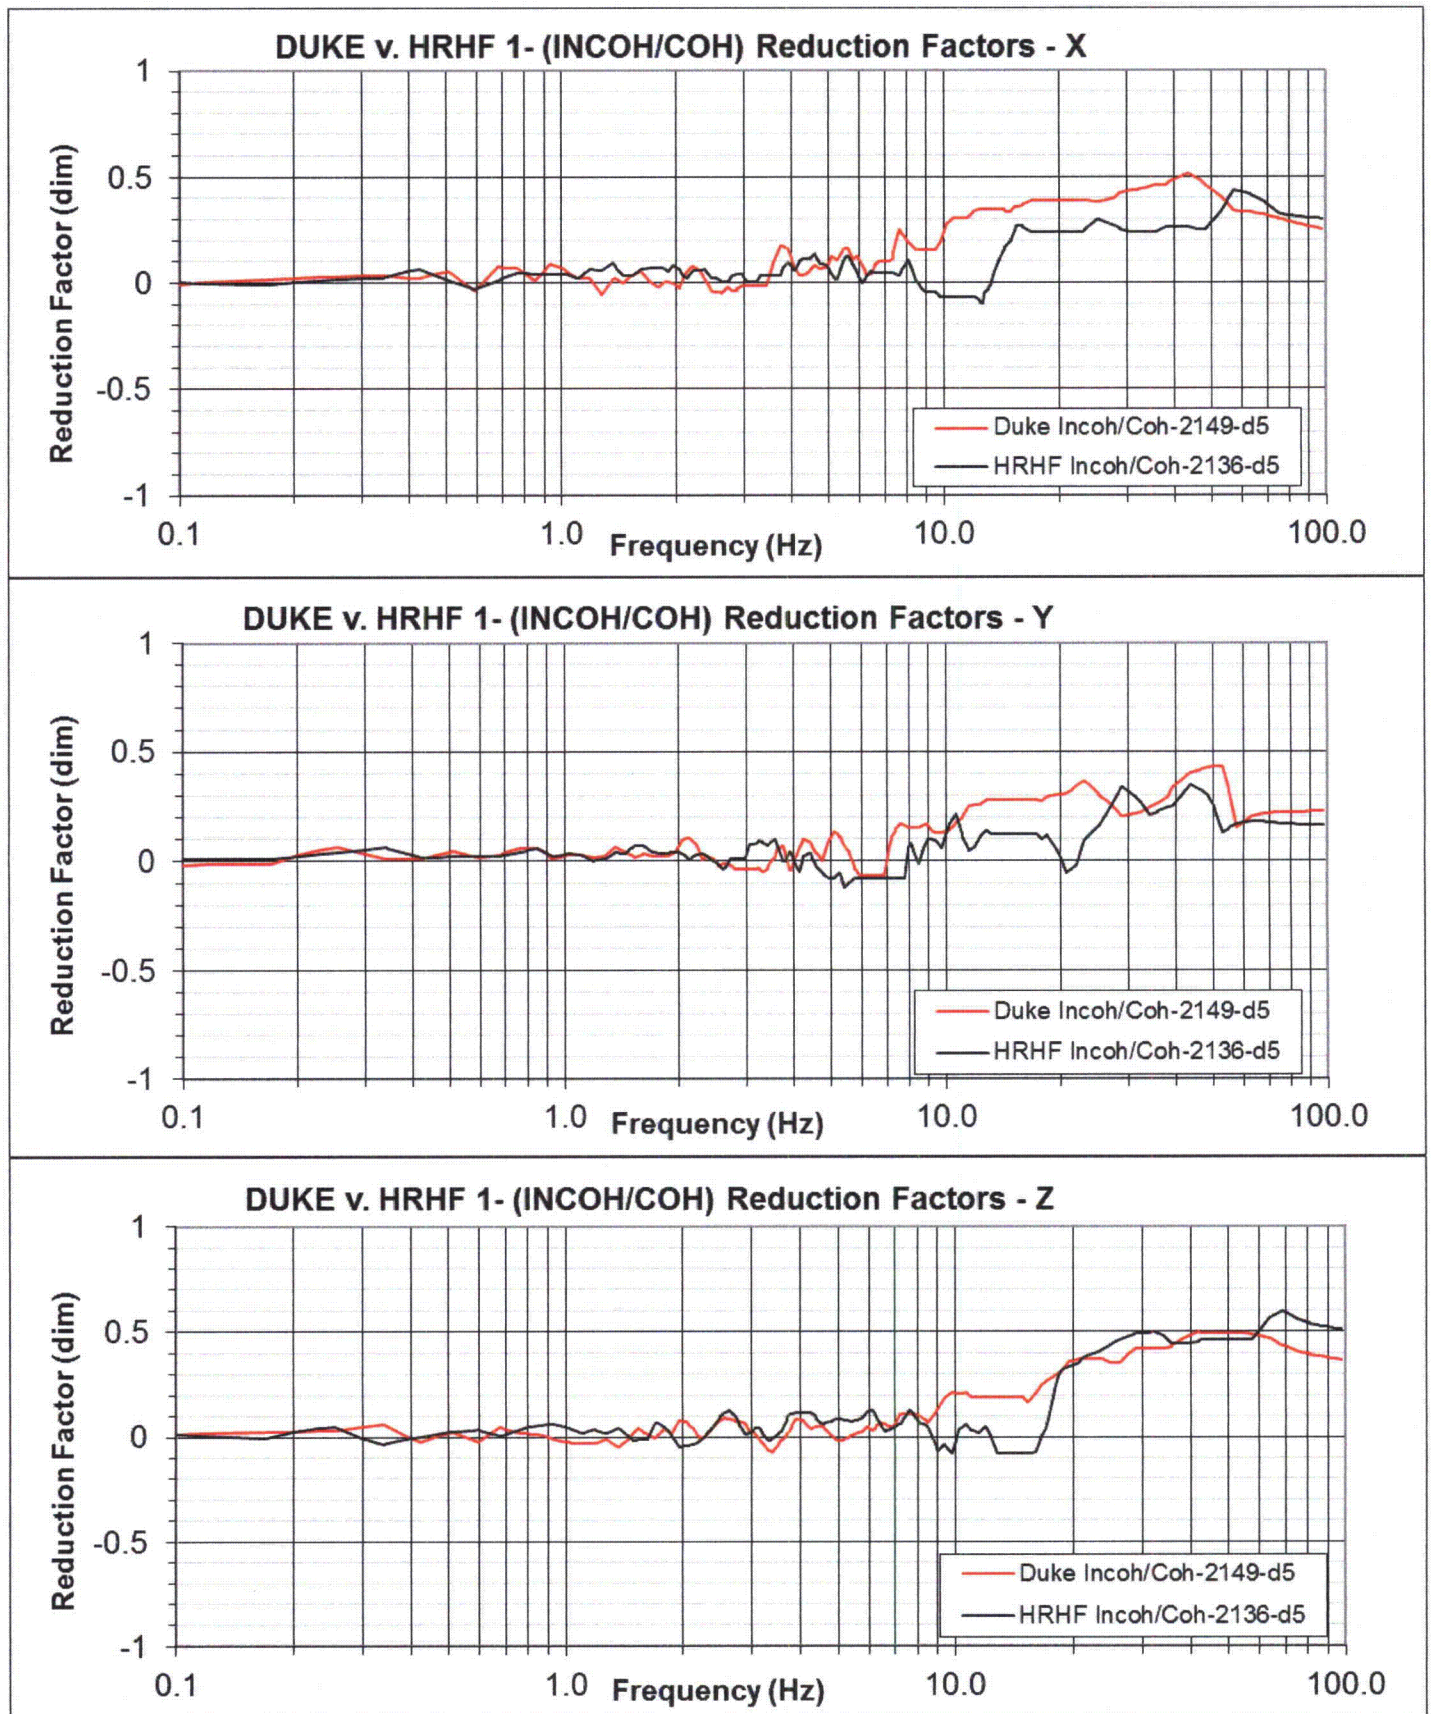 DUKE v. HRHF 1- (INCOH/COH) Reduction Factors - X
1
0.5
0
-0.5
-1
Reduction Factor (dim)
Duke Incoh/Coh-2149-d5
HRHF Incoh/Coh-2136-d5
0.1 1.0 10.0 100.0
Frequency (Hz)
DUKE v. HRHF 1- (INCOH/COH) Reduction Factors - Y
1
0.5
0
-0.5
-1
Reduction Factor (dim)
Duke Incoh/Coh-2149-d5
HRHF Incoh/Coh-2136-d5
0.1 1.0 10.0 100.0
Frequency (Hz)
DUKE v. HRHF 1- (INCOH/COH) Reduction Factors - Z
1
0.5
0
-0.5
-1
Reduction Factor (dim)
Duke Incoh/Coh-2149-d5
HRHF Incoh/Coh-2136-d5
0.1 1.0 10.0 100.0
Frequency (Hz)